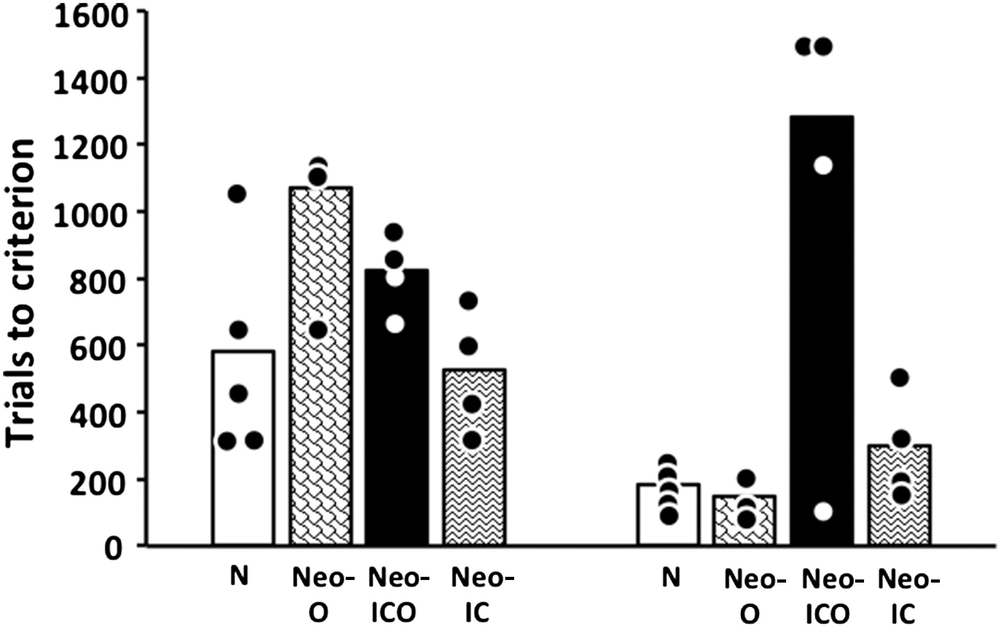 Trials to criterion
1600
1400
1200
1000
800
600
400
200
0
N
Neo-
O
Neo-
ICO
Neo-
IC
N
Neo-
O
Neo-
ICO
Neo-
IC